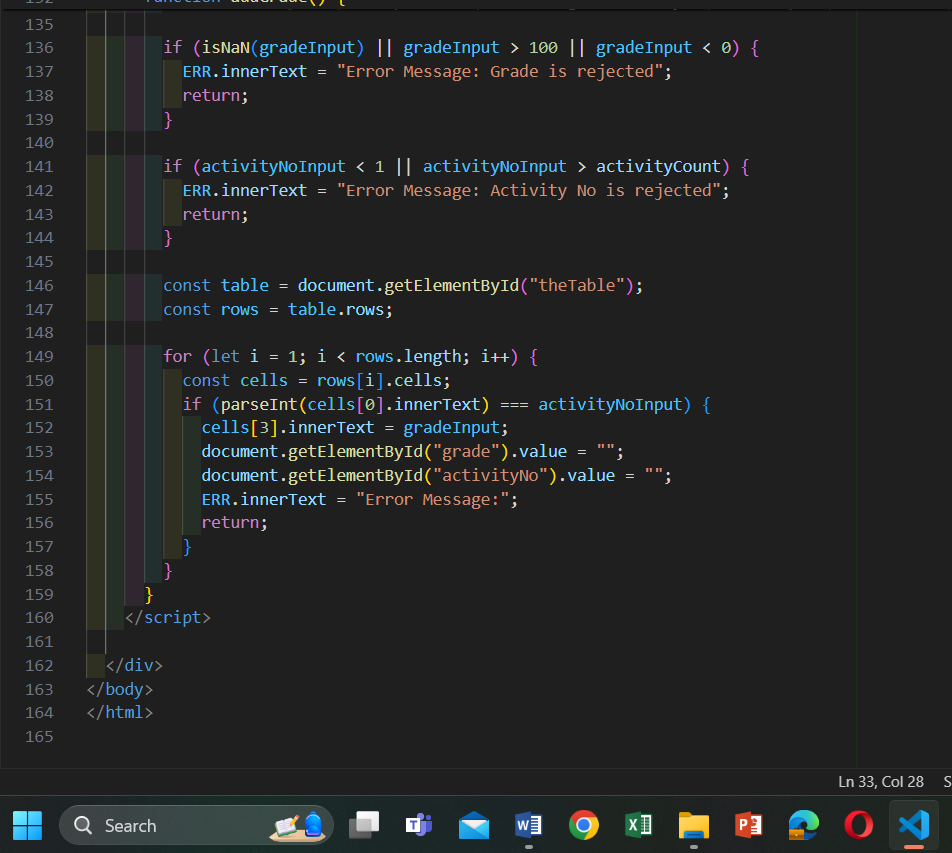 132 function addGrade() {
135
136 if (isNaN(gradeInput) || gradeInput > 100 || gradeInput < 0) {
137 ERR.innerText = "Error Message: Grade is rejected";
138 return;
139 }
140
141 if (activityNoInput < 1 || activityNoInput > activityCount) {
142 ERR.innerText = "Error Message: Activity No is rejected";
143 return;
144 }
145
146 const table = document.getElementById("theTable");
147 const rows = table.rows;
148
149 for (let i = 1; i < rows.length; i++) {
150 const cells = rows[i].cells;
151 if (parseInt(cells[0].innerText) === activityNoInput) {
152 cells[3].innerText = gradeInput;
153 document.getElementById("grade").value = "";
154 document.getElementById("activityNo").value = "";
155 ERR.innerText = "Error Message:";
156 return;
157 }
158 }
159 }
160 </script>
161
162 </div>
163 </body>
164 </html>
165
Ln 33, Col 28 S
Search